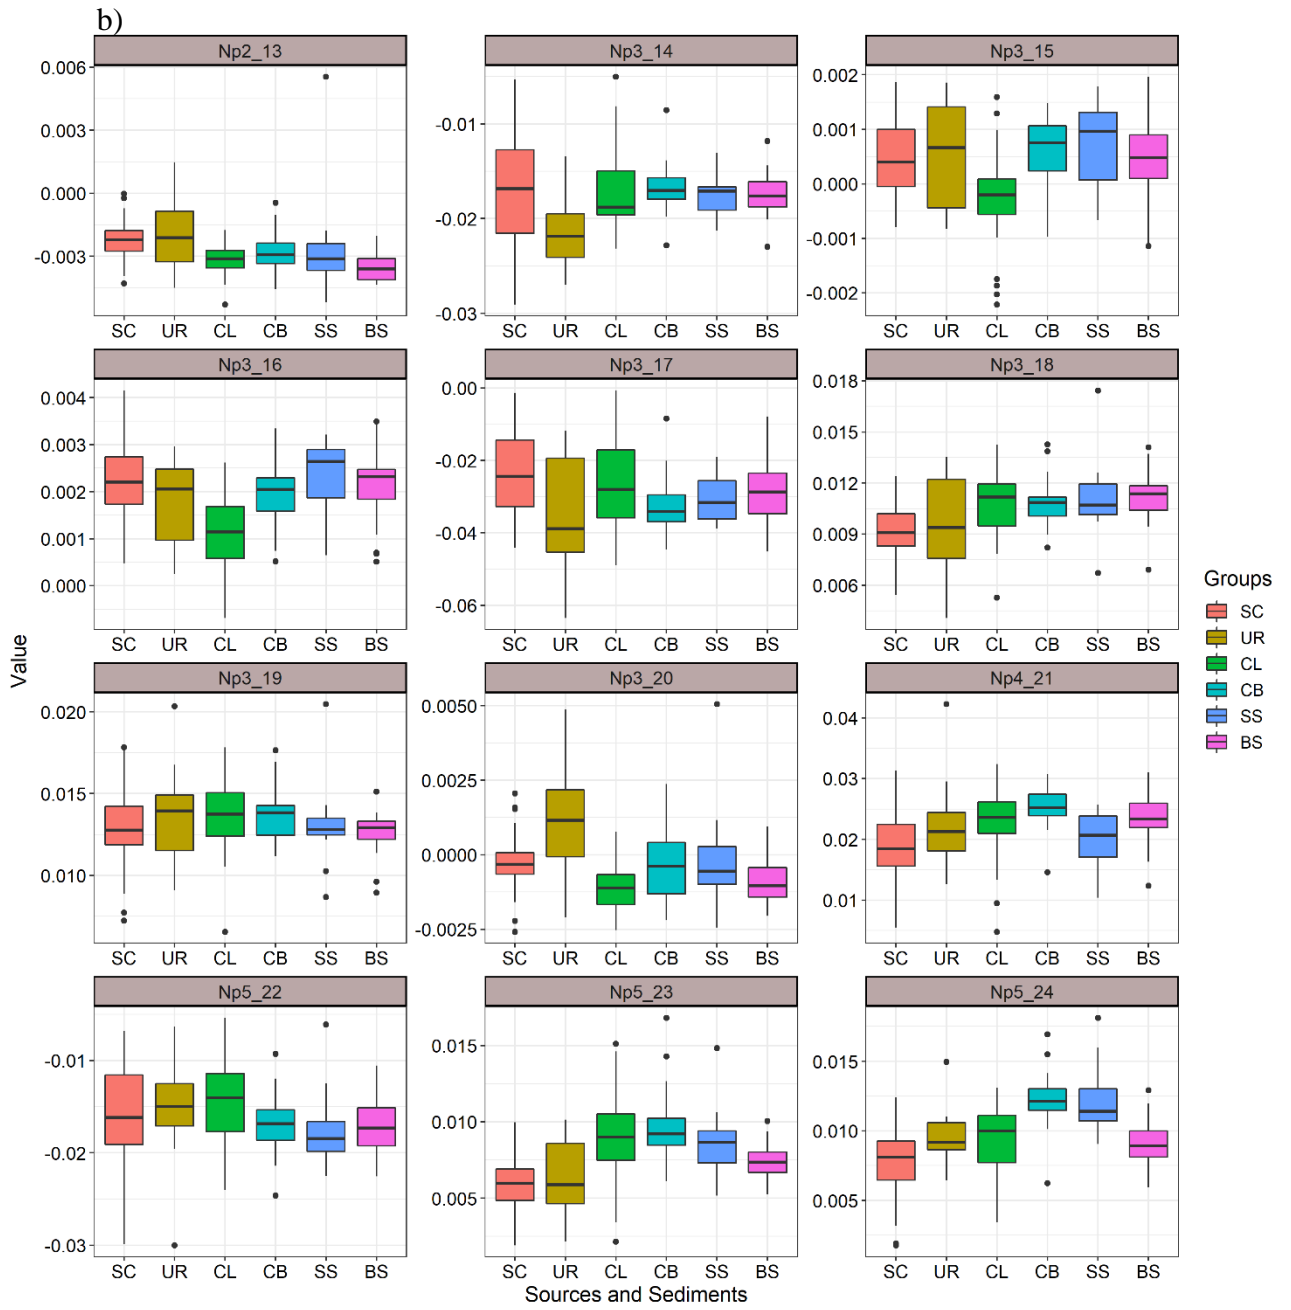 b)
Np2_13 Np3_14 Np3_15
0.006
0.003
0.000
-0.003
-0.01
-0.02
-0.03
0.002
0.001
0.000
-0.001
-0.002
SC UR CL CB SS BS SC UR CL CB SS BS SC UR CL CB SS BS
Np3_16 Np3_17 Np3_18
0.004
0.003
0.002
0.001
0.000
0.00
-0.02
-0.04
-0.06
0.018
0.015
0.012
0.009
0.006
SC UR CL CB SS BS SC UR CL CB SS BS SC UR CL CB SS BS
Np3_19 Np3_20 Np4_21
0.020
0.015
0.010
0.0050
0.0025
0.0000
-0.0025
0.04
0.03
0.02
0.01
SC UR CL CB SS BS SC UR CL CB SS BS SC UR CL CB SS BS
Np5_22 Np5_23 Np5_24
-0.01
-0.02
-0.03
0.015
0.010
0.005
0.015
0.010
0.005
SC UR CL CB SS BS SC UR CL CB SS BS SC UR CL CB SS BS
Value
Sources and Sediments
Groups
SC
UR
CL
CB
SS
BS